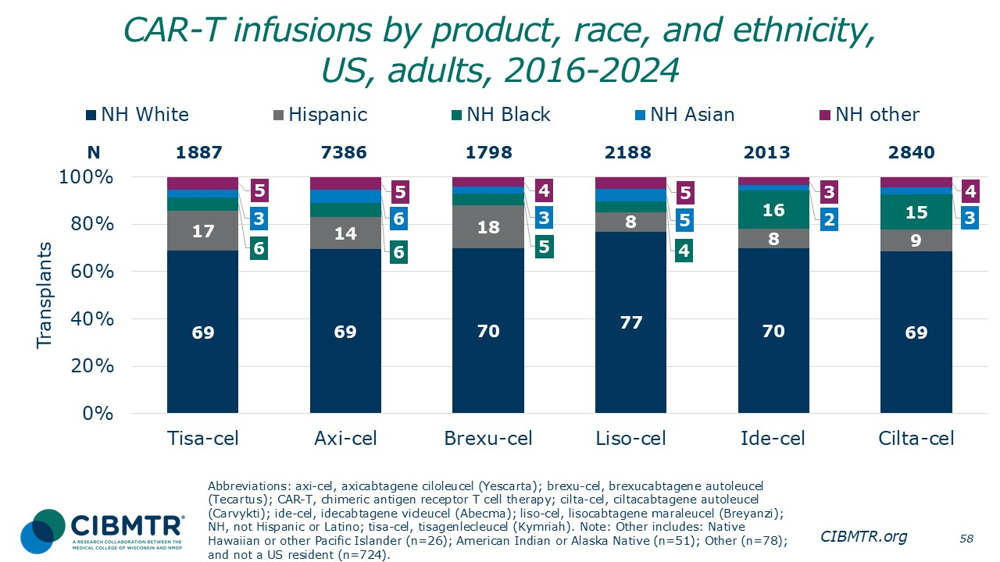 CAR-T infusions by product, race, and ethnicity,
US, adults, 2016-2024
NH White Hispanic NH Black NH Asian NH other
N 1887 7386 1798 2188 2013 2840
100%
80%
60%
40%
20%
0%
Transplants
5
3
6
17
69
5
6
6
14
69
4
3
5
18
70
5
5
4
8
77
3
2
16
8
70
4
3
15
9
69
Tisa-cel Axi-cel Brexu-cel Liso-cel Ide-cel Cilta-cel
Abbreviations: axi-cel, axicabtagene ciloleucel (Yescarta); brexu-cel, brexucabtagene autoleucel
(Tecartus); CAR-T, chimeric antigen receptor T cell therapy; cilta-cel, ciltacabtagene autoleucel
(Carvykti); ide-cel, idecabtagene videucel (Abecma); liso-cel, lisocabtagene maraleucel (Breyanzi);
NH, not Hispanic or Latino; tisa-cel, tisagenlecleucel (Kymriah). Note: Other includes: Native
Hawaiian or other Pacific Islander (n=26); American Indian or Alaska Native (n=51); Other (n=78);
and not a US resident (n=724).
CIBMTR®
A RESEARCH COLLABORATION BETWEEN THE
MEDICAL COLLEGE OF WISCONSIN AND NMDP
CIBMTR.org
58